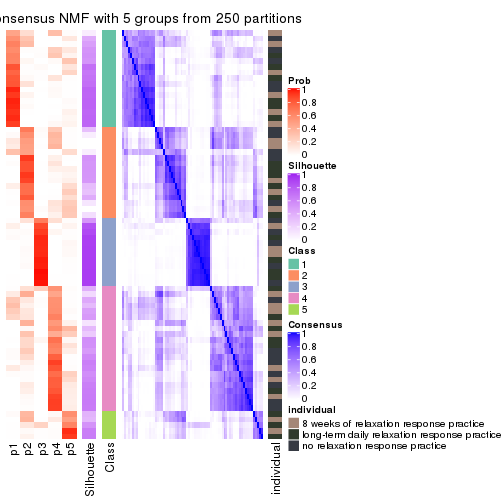 onsensus NMF with 5 groups from 250 partitions
Prob
1
0.8
0.6
0.4
0.2
0
Silhouette
1
0.8
0.6
0.4
0.2
0
Class
1
2
3
4
5
Consensus
1
0.8
0.6
0.4
0.2
0
individual
8 weeks of relaxation response practice
long-term daily relaxation response practice
no relaxation response practice
p1
p2
p3
p4
p5
Silhouette
Class
individual